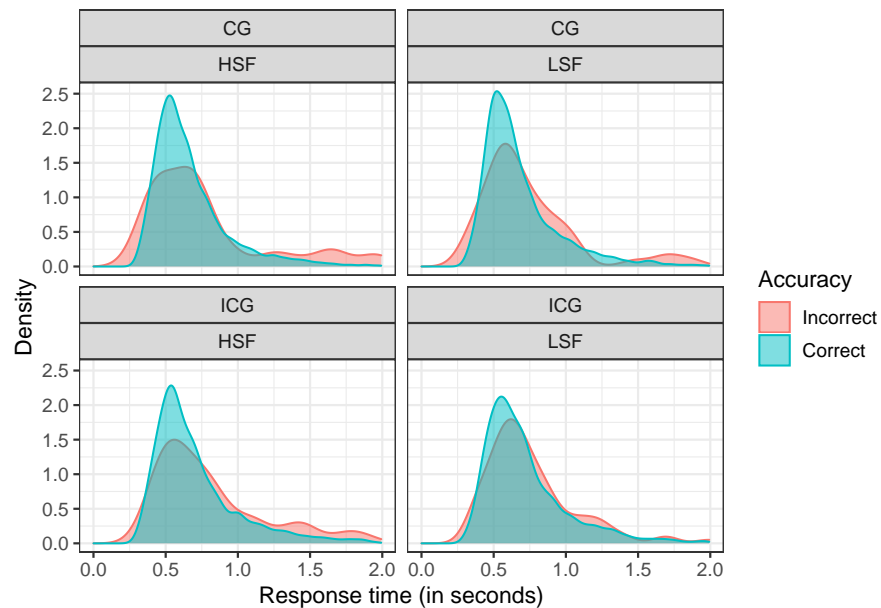 CG
HSF
CG
LSF
2.5
2.0
1.5
1.0
0.5
0.0
ICG
HSF
ICG
LSF
2.5
2.0
1.5
1.0
0.5
0.0
0.0 0.5 1.0 1.5 2.0
0.0 0.5 1.0 1.5 2.0
Response time (in seconds)
Density
Accuracy
Incorrect
Correct